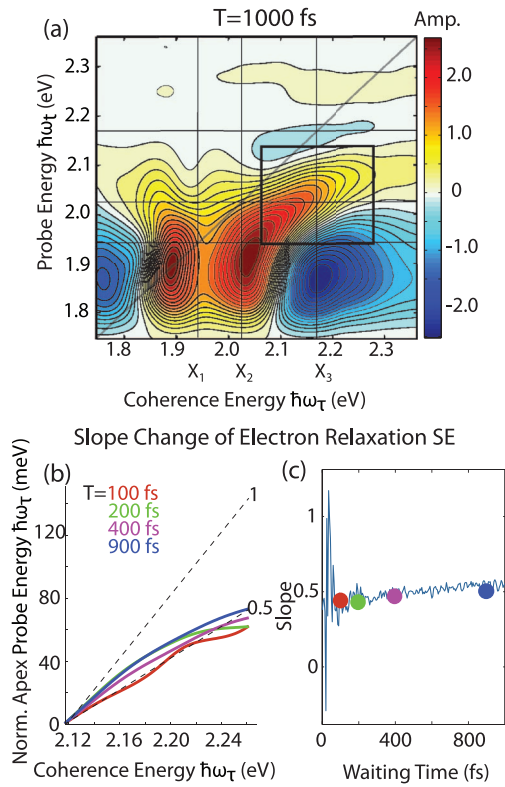 T=1000 fs
Amp.
(a)
Probe Energy ħωt (eV)
2.3
2.2
2.1
2.0
1.9
1.8
2.0
1.0
0
-1.0
-2.0
1.8 1.9 2.0 2.1 2.2 2.3
X1 X2 X3
Coherence Energy ħωτ (eV)
Slope Change of Electron Relaxation SE
(b)
Norm. Apex Probe Energy ħωτ (meV)
T=100 fs
200 fs
400 fs
900 fs
1
0.5
120
80
40
0
2.12 2.16 2.20 2.24
Coherence Energy ħωτ (eV)
(c)
Slope
1
0.5
0
0 400 800
Waiting Time (fs)